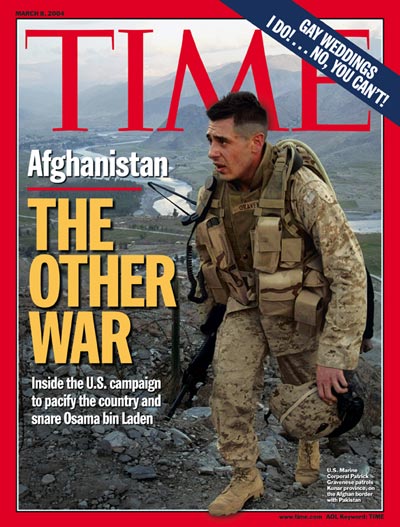 MARCH 8, 2004
GAY WEDDINGS
I DO! . . . NO, YOU CAN'T!
TIME
Afghanistan
THE
OTHER
WAR
Inside the U.S. campaign
to pacify the country and
snare Osama bin Laden
U.S. Marine
Corporal Patrick
Gravenese patrols
Kunar province, on
the Afghan border
with Pakistan
www.time.com AOL Keyword: TIME